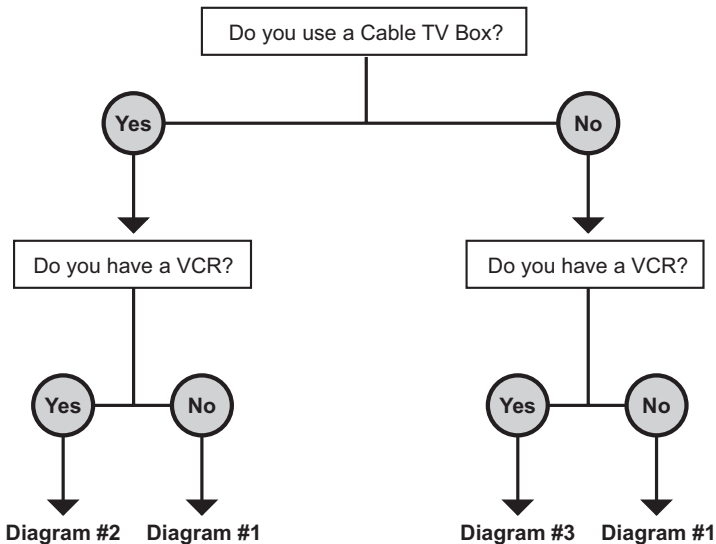 Do you use a Cable TV Box?
Yes
No
Do you have a VCR?
Do you have a VCR?
Yes
No
Yes
No
Diagram #2
Diagram #1
Diagram #3
Diagram #1